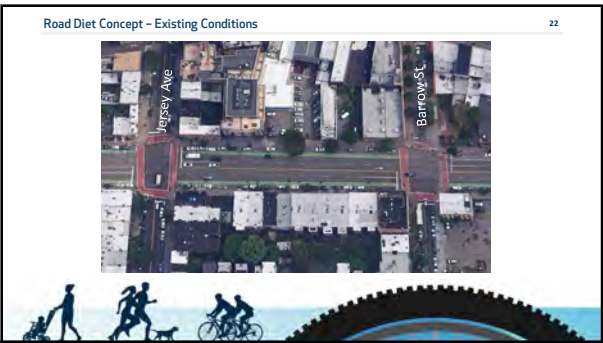 Road Diet Concept – Existing Conditions
22
Jersey Ave
Barrow St